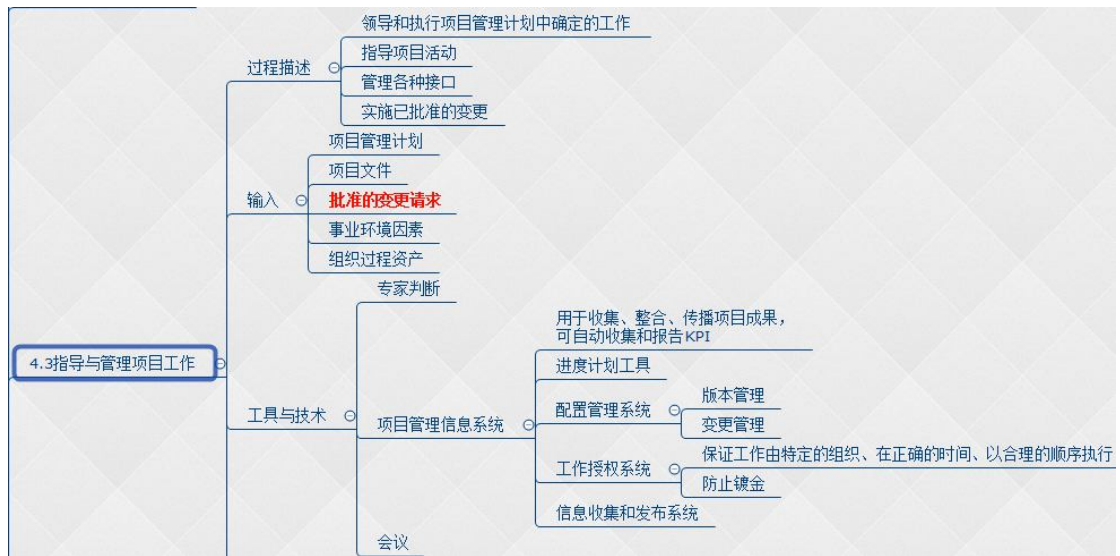 领导和执行项目管理计划中确定的工作
指导项目活动
过程描述
管理各种接口
实施已批准的变更
项目管理计划
项目文件
输入
批准的变更请求
事业环境因素
组织过程资产
专家判断
用于收集、整合、传播项目成果，
可自动收集和报告KPI
4.3指导与管理项目工作
进度计划工具
版本管理
配置管理系统
工具与技术
项目管理信息系统
变更管理
保证工作由特定的组织、在正确的时间、以合理的顺序执行
工作授权系统
防止镀金
信息收集和发布系统
会议